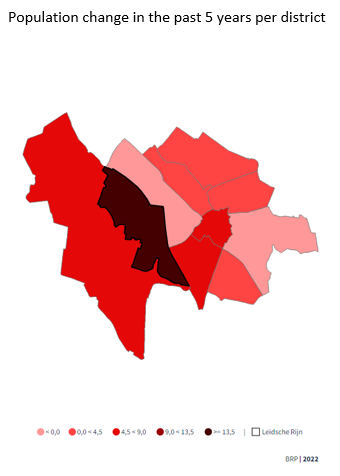 Population change in the past 5 years per district
< 0,0 0,0 < 4,5 4,5 < 9,0 9,0 < 13,5 >= 13,5 | Leidsche Rijn
BRP | 2022